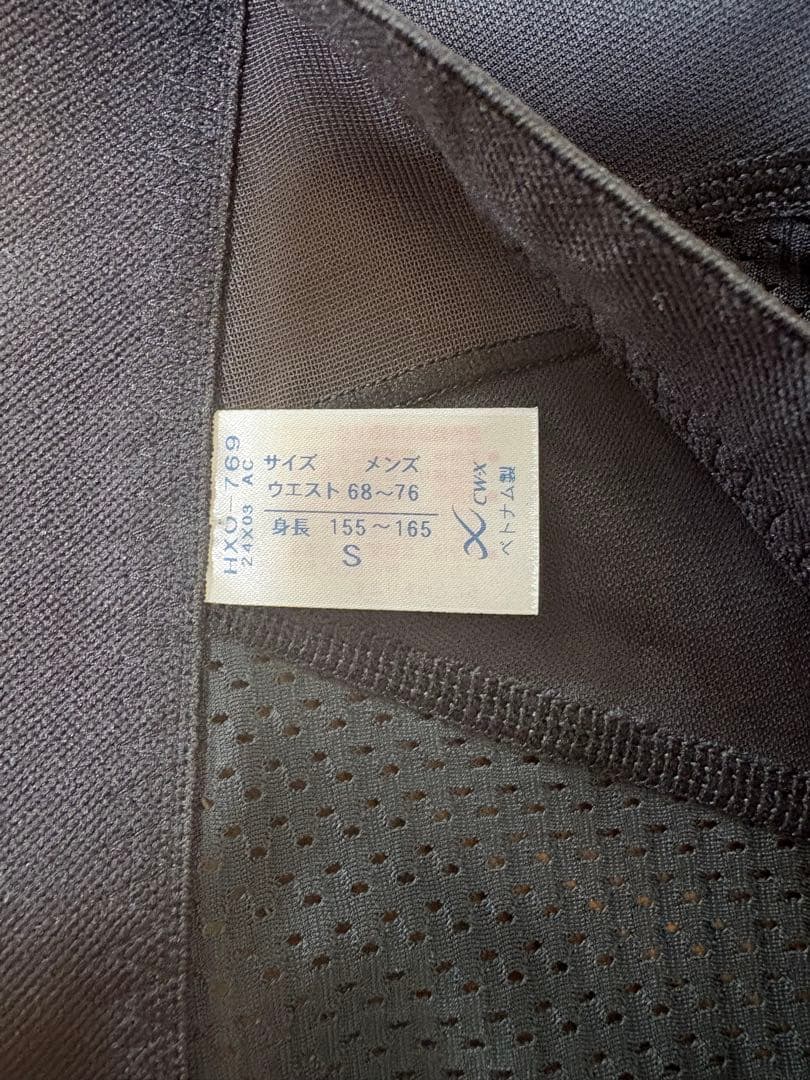 サイズ メンズ
ウエスト 68～76
身長 155～165
S
HXO-769
24X03 AC
CW-X
ベトナム製